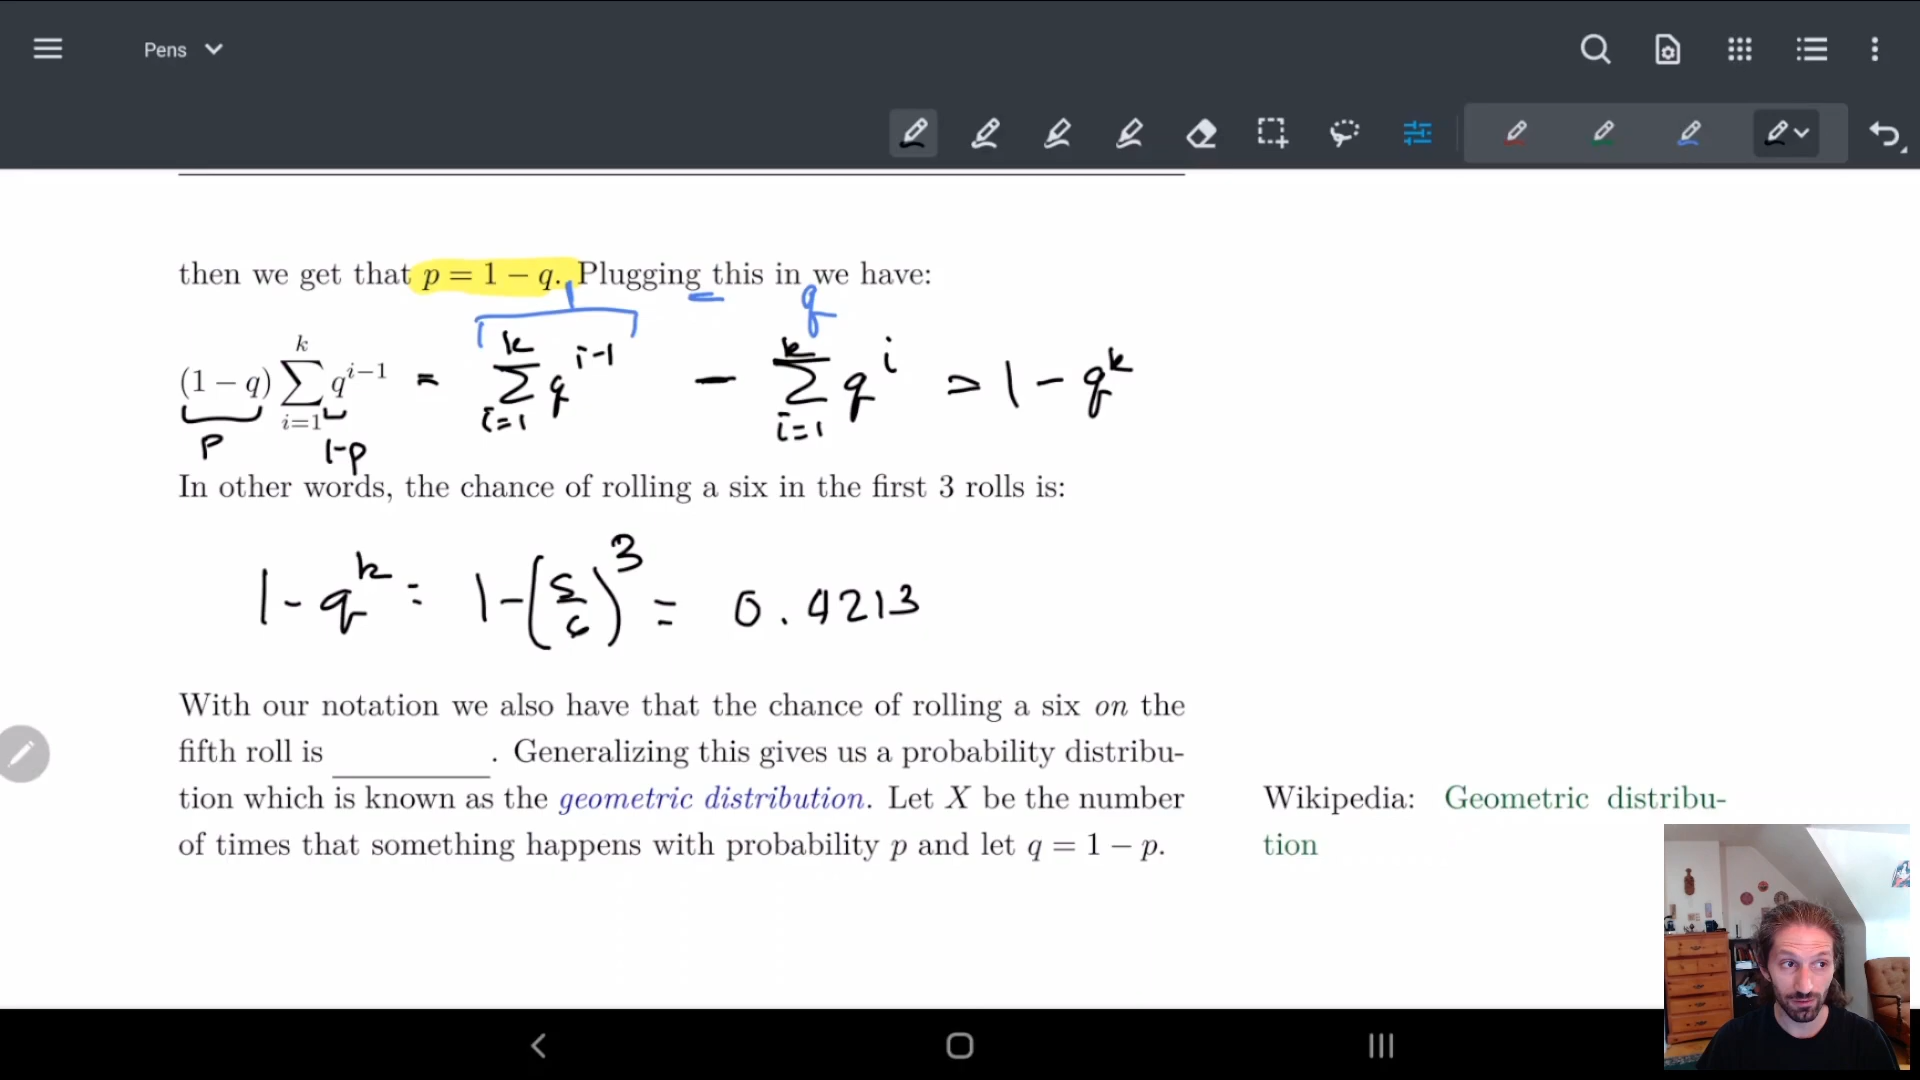 Pens
then we get that p = 1 − q. Plugging this in we have:
q
(1 − q) ∑_{i=1}^{k} q^{i−1} = ∑_{i=1}^{k} q^{i-1} − ∑_{i=1}^{k} q^{i} = 1 − q^{k}
p 1-p
In other words, the chance of rolling a six in the first 3 rolls is:
1 - q^{k} = 1 - (5/6)^{3} = 0.4213
With our notation we also have that the chance of rolling a six on the
fifth roll is ________. Generalizing this gives us a probability distribu-
tion which is known as the geometric distribution. Let X be the number
of times that something happens with probability p and let q = 1 − p.
Wikipedia: Geometric distribu-
tion